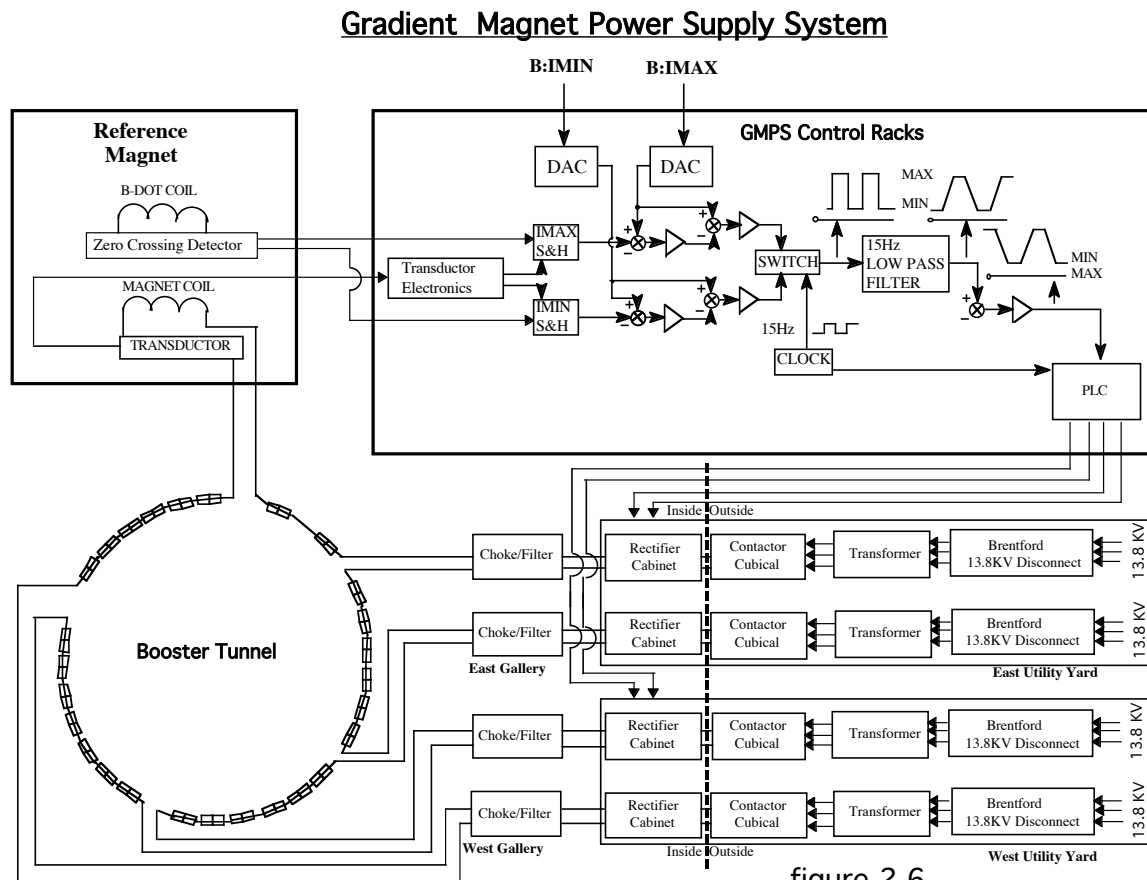 Gradient Magnet Power Supply System
B:IMIN
B:IMAX
Reference
Magnet
B-DOT COIL
Zero Crossing Detector
MAGNET COIL
TRANSDUCTOR
GMPS Control Racks
DAC
DAC
MAX
MIN
IMAX
S&H
Transductor
Electronics
IMIN
S&H
+
−
+
−
+
−
+
−
SWITCH
15Hz
LOW PASS
FILTER
MIN
MAX
+
−
15Hz
CLOCK
PLC
Inside
Outside
Choke/Filter
Rectifier
Cabinet
Contactor
Cubical
Transformer
Brentford
13.8KV Disconnect
13.8 KV
Booster Tunnel
Choke/Filter
Rectifier
Cabinet
Contactor
Cubical
Transformer
Brentford
13.8KV Disconnect
13.8 KV
East Gallery
East Utility Yard
Choke/Filter
Rectifier
Cabinet
Contactor
Cubical
Transformer
Brentford
13.8KV Disconnect
13.8 KV
Choke/Filter
Rectifier
Cabinet
Contactor
Cubical
Transformer
Brentford
13.8KV Disconnect
13.8 KV
West Gallery
Inside
Outside
West Utility Yard
figure 2.6